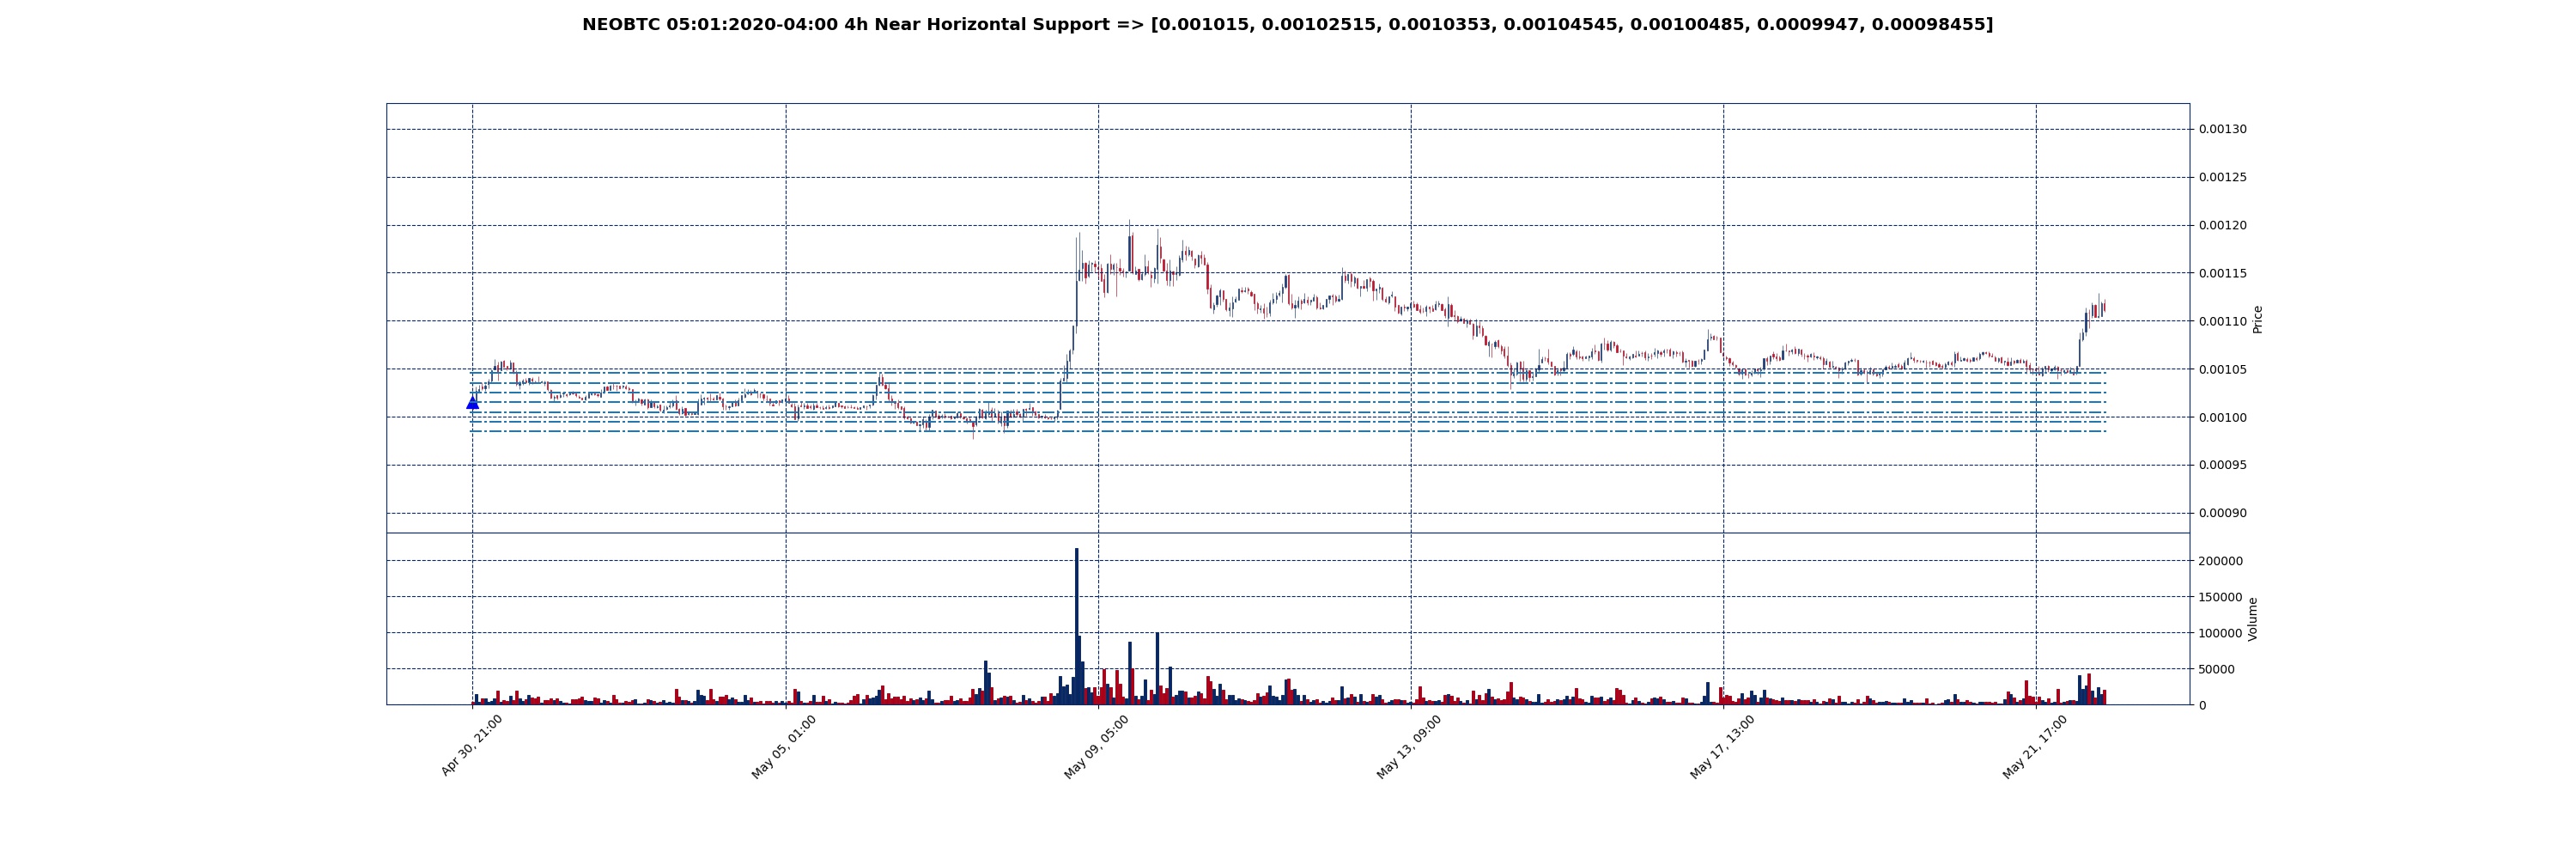 NEOBTC 05:01:2020-04:00 4h Near Horizontal Support => [0.001015, 0.00102515, 0.0010353, 0.00104545, 0.00100485, 0.0009947, 0.00098455]
0.00130
0.00125
0.00120
0.00115
0.00110
0.00105
0.00100
0.00095
0.00090
Price
200000
150000
100000
50000
0
Volume
Apr 30, 21:00
May 05, 01:00
May 09, 05:00
May 13, 09:00
May 17, 13:00
May 21, 17:00